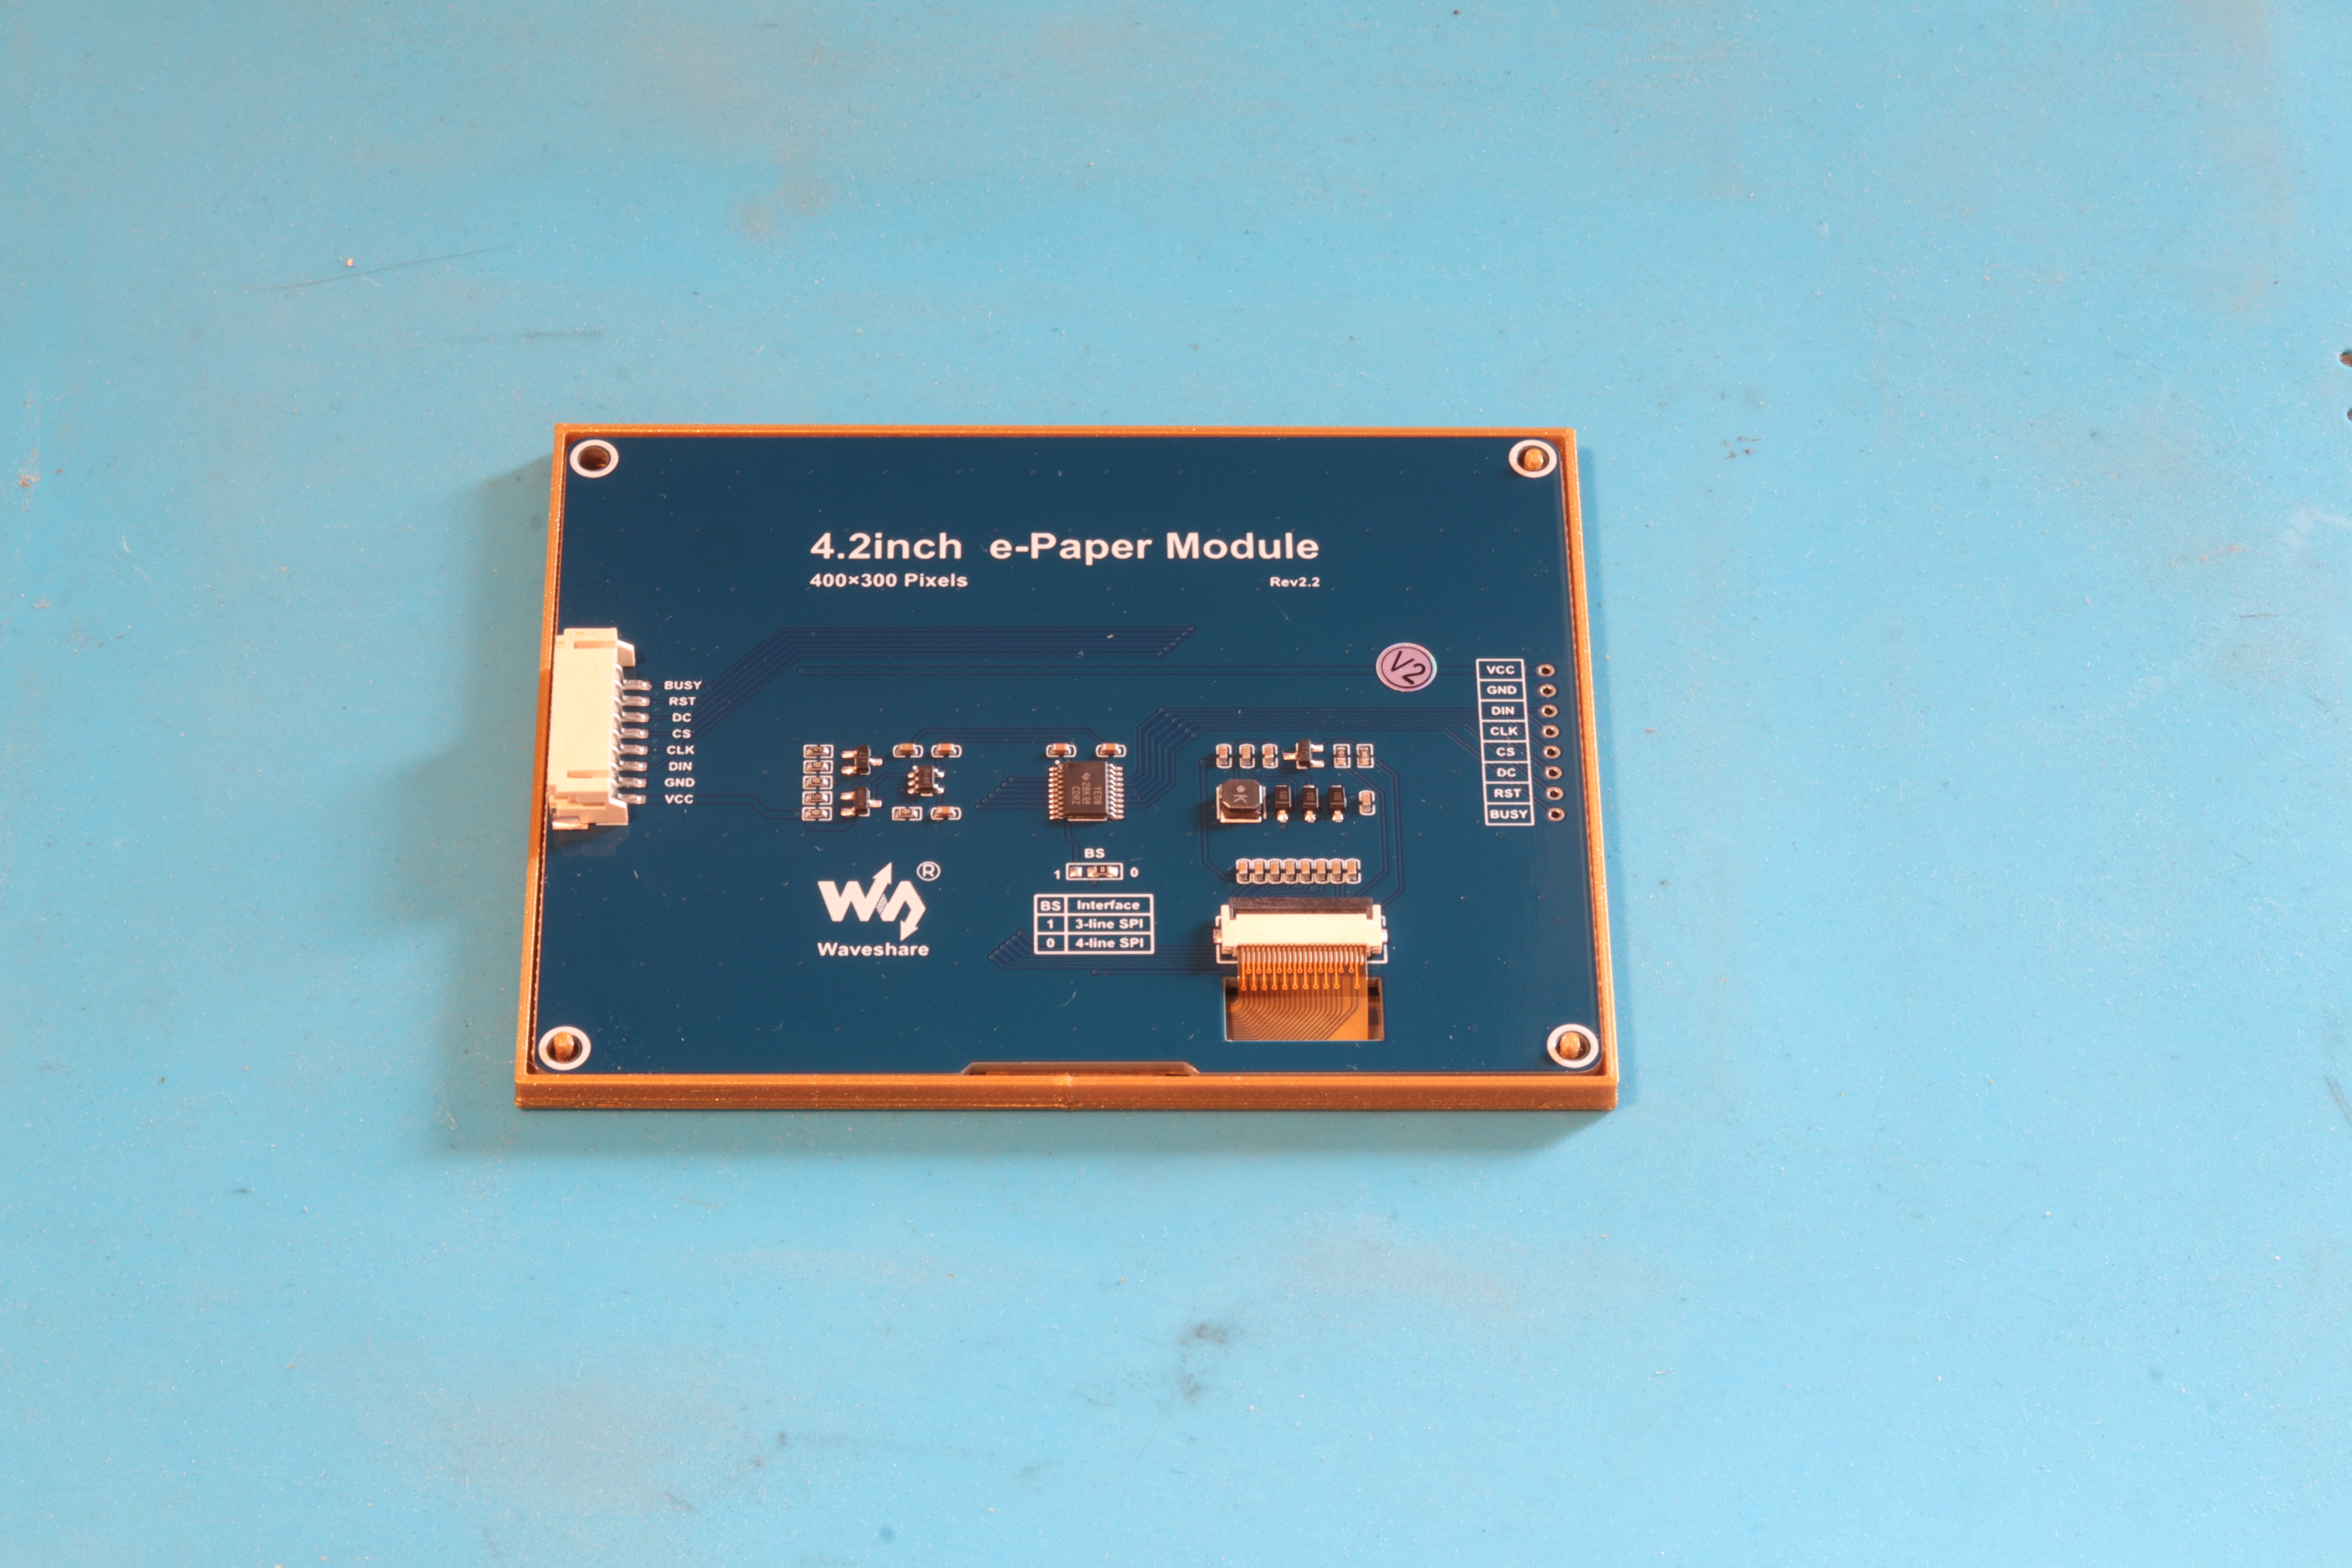 4.2inch e-Paper Module
400×300 Pixels
Rev2.2
V2
BUSY
RST
DC
CS
CLK
DIN
GND
VCC
VCC
GND
DIN
CLK
CS
DC
RST
BUSY
K
BS
1 0
BS Interface
1 3-line SPI
0 4-line SPI
®
Waveshare